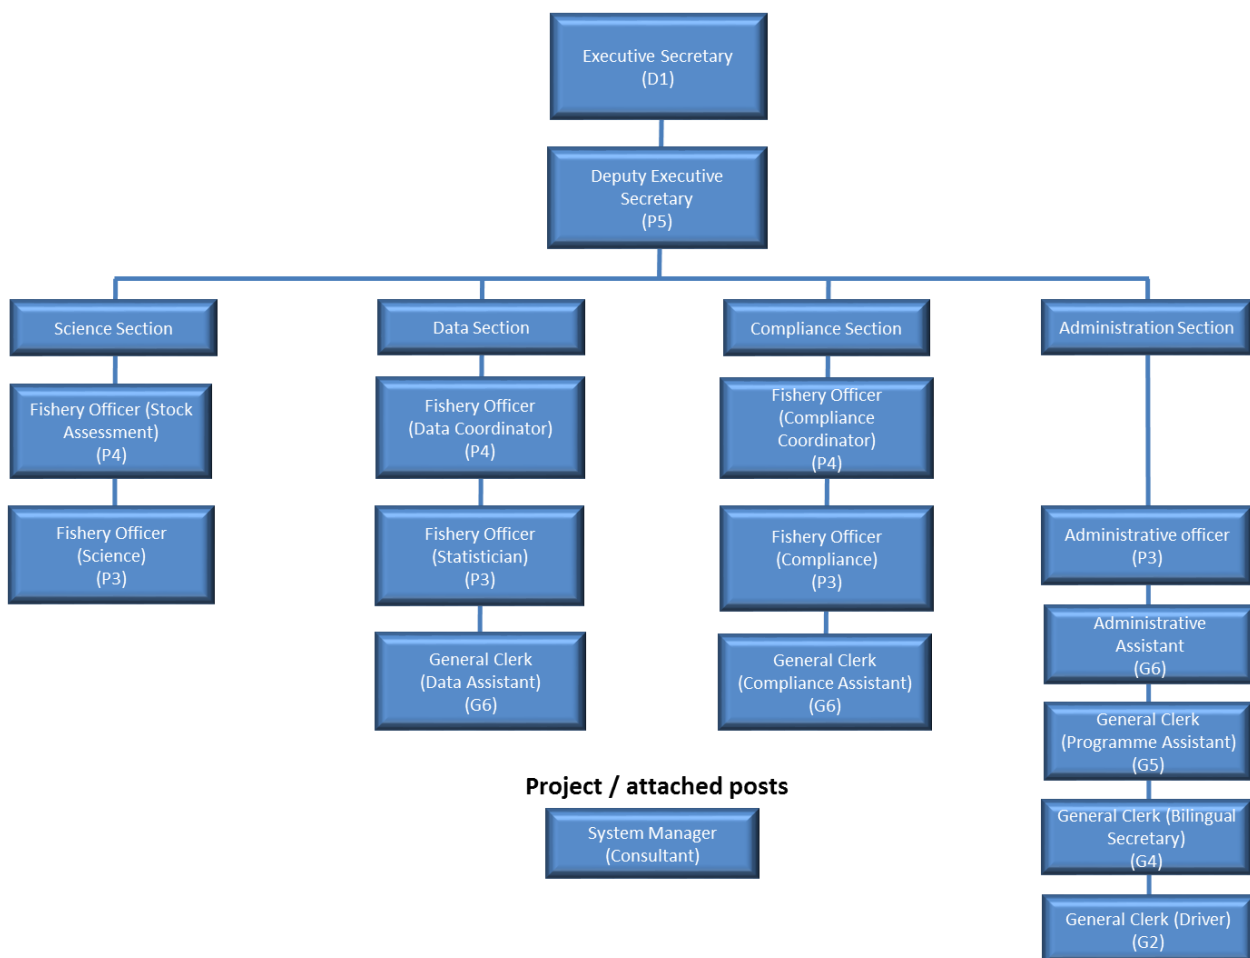 Executive Secretary
(D1)
Deputy Executive
Secretary
(P5)
Science Section
Data Section
Compliance Section
Administration Section
Fishery Officer (Stock
Assessment)
(P4)
Fishery Officer
(Data Coordinator)
(P4)
Fishery Officer
(Compliance
Coordinator)
(P4)
Fishery Officer
(Science)
(P3)
Fishery Officer
(Statistician)
(P3)
Fishery Officer
(Compliance)
(P3)
Administrative officer
(P3)
General Clerk
(Data Assistant)
(G6)
General Clerk
(Compliance Assistant)
(G6)
Administrative
Assistant
(G6)
General Clerk
(Programme Assistant)
(G5)
General Clerk (Bilingual
Secretary)
(G4)
General Clerk (Driver)
(G2)
Project / attached posts
System Manager
(Consultant)